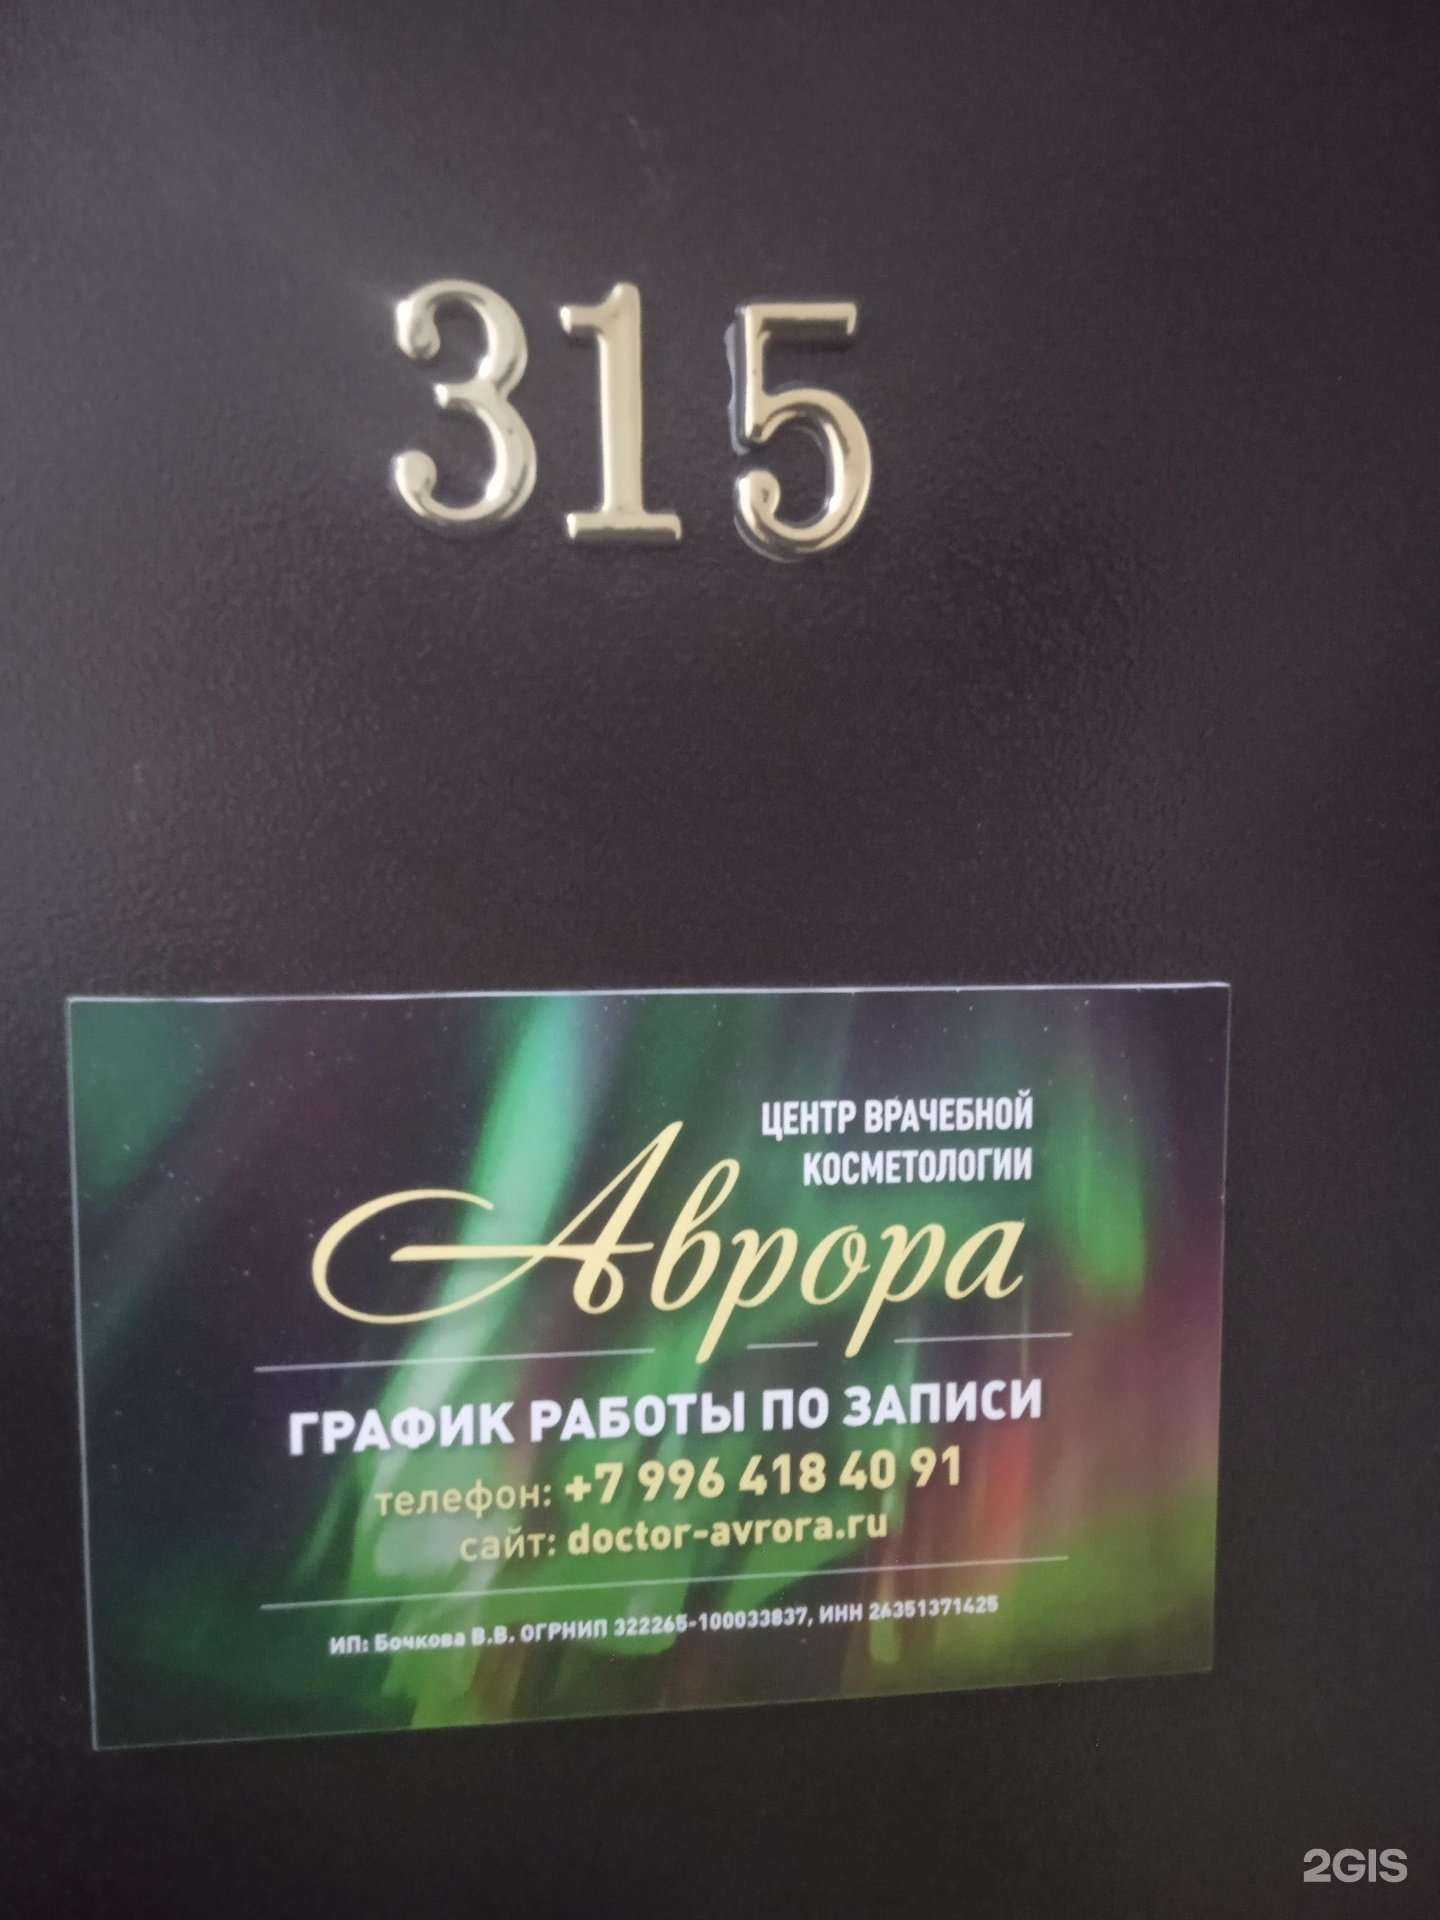 315
ЦЕНТР ВРАЧЕБНОЙ
КОСМЕТОЛОГИИ
Аврора
ГРАФИК РАБОТЫ ПО ЗАПИСИ
телефон: +7 996 418 40 91
сайт: doctor-avrora.ru
ИП: Бочкова В.В. ОГРНИП 322265-100033837, ИНН 26351371425
2GIS